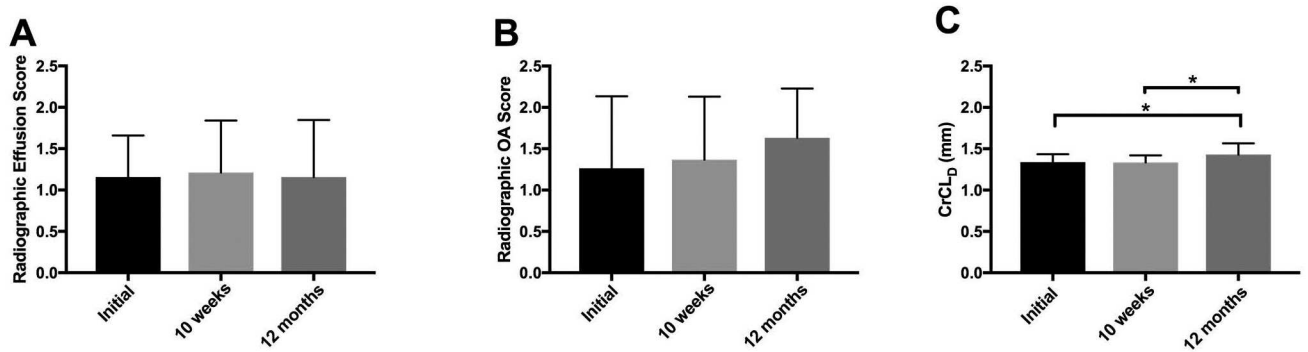 A
Radiographic Effusion Score
2.5
2.0
1.5
1.0
0.5
0.0
Initial
10 weeks
12 months
B
Radiographic OA Score
2.5
2.0
1.5
1.0
0.5
0.0
Initial
10 weeks
12 months
C
CrCL_D (mm)
2.5
2.0
1.5
1.0
0.5
0.0
*
*
Initial
10 weeks
12 months